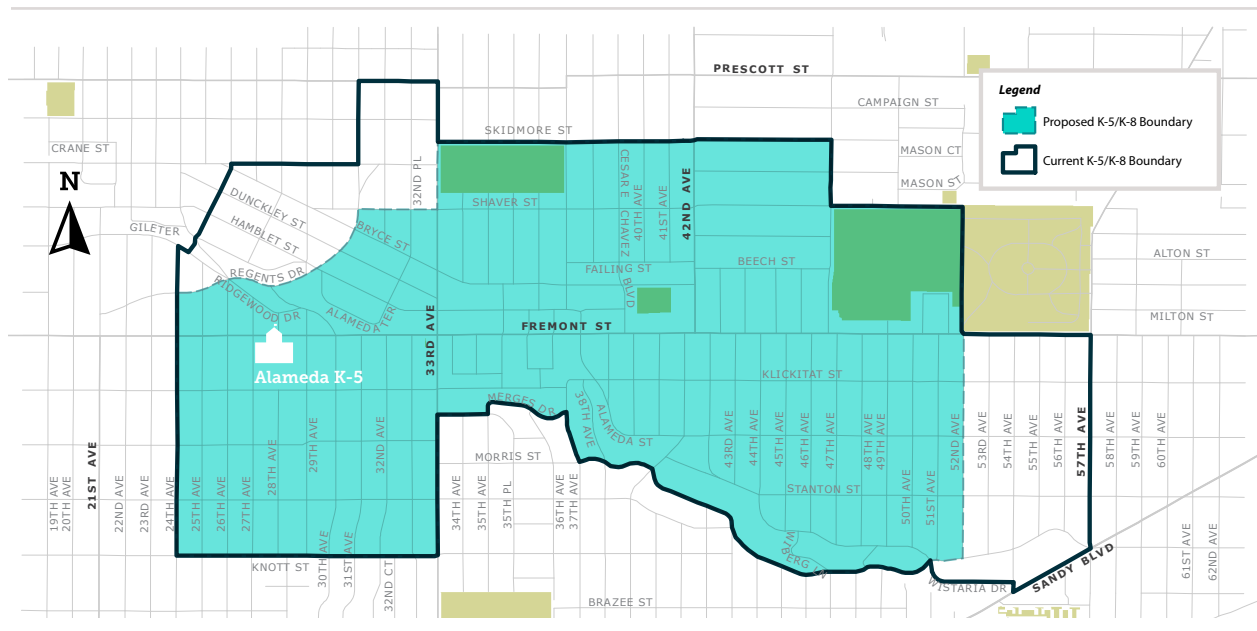 PRESCOTT ST
Legend
Proposed K-5/K-8 Boundary
Current K-5/K-8 Boundary
CAMPAIGN ST
SKIDMORE ST
CRANE ST
MASON CT
MASON ST
N
32ND PL
CESAR E CHAVEZ BLVD
40TH AVE
41ST AVE
42ND AVE
DUNCKLEY ST
HAMBLET ST
SHAVER ST
GILETER
BRYCE ST
ALTON ST
REGENTS DR
FAILING ST
BEECH ST
RIDGEWOOD DR
ALAMEDA TER
MILTON ST
FREMONT ST
33RD AVE
Alameda K-5
KLICKITAT ST
MERGES DR
38TH AVE
ALAMEDA ST
43RD AVE
44TH AVE
45TH AVE
46TH AVE
47TH AVE
48TH AVE
49TH AVE
52ND AVE
53RD AVE
54TH AVE
55TH AVE
56TH AVE
57TH AVE
58TH AVE
59TH AVE
60TH AVE
29TH AVE
32ND AVE
28TH AVE
MORRIS ST
19TH AVE
20TH AVE
21ST AVE
22ND AVE
23RD AVE
24TH AVE
25TH AVE
26TH AVE
27TH AVE
34TH AVE
35TH AVE
35TH PL
36TH AVE
37TH AVE
STANTON ST
50TH AVE
51ST AVE
WIBERG LN
KNOTT ST
30TH AVE
31ST AVE
32ND CT
WISTARIA DR
SANDY BLVD
61ST AVE
62ND AVE
BRAZEE ST